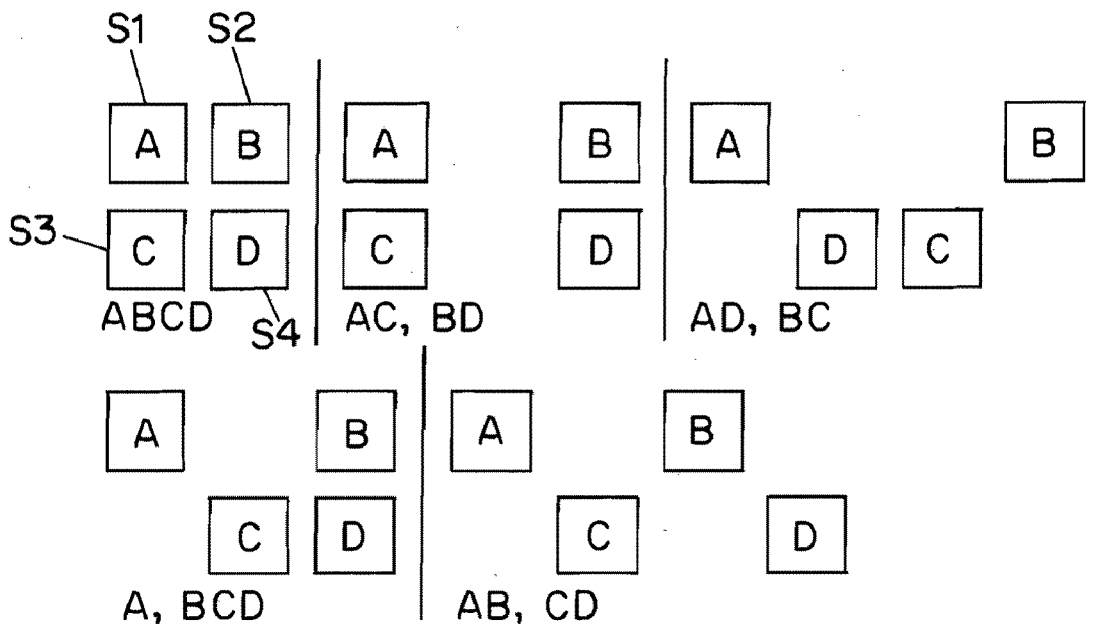 S1 S2
A B A B A B
S3 C D C D D C
ABCD S4 AC, BD AD, BC
A B A B
C D C D
A, BCD AB, CD